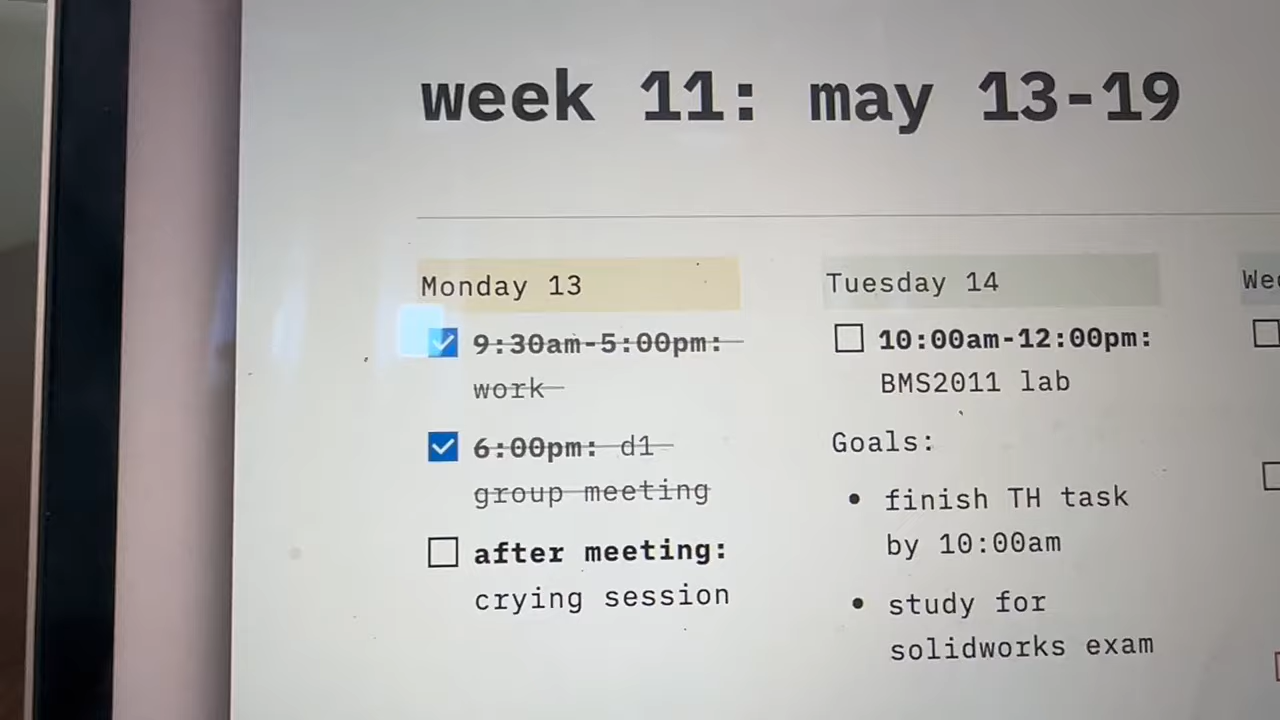 week 11: may 13-19
Monday 13
9:30am-5:00pm:
work
6:00pm: d1
group meeting
after meeting:
crying session
Tuesday 14
10:00am-12:00pm:
BMS2011 lab
Goals:
• finish TH task
by 10:00am
• study for
solidworks exam